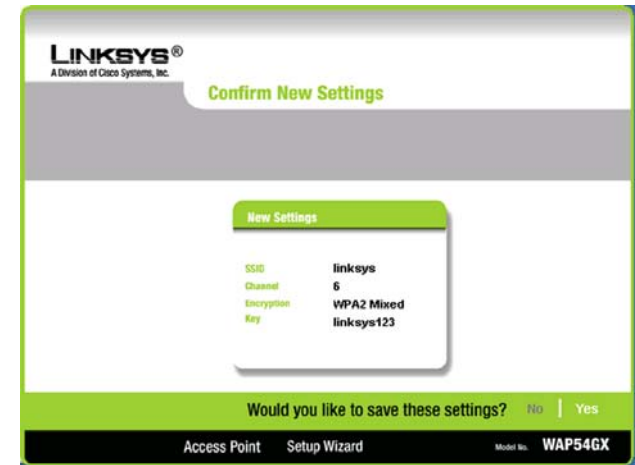 LINKSYS®
A Division of Cisco Systems, Inc.
Confirm New Settings
New Settings
SSID linksys
Channel 6
Encryption WPA2 Mixed
Key linksys123
Would you like to save these settings? No | Yes
Access Point Setup Wizard Model No. WAP54GX